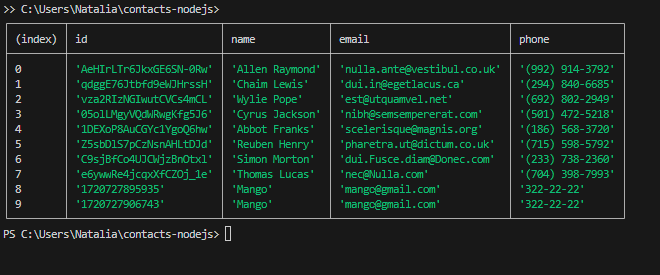 >> C:\Users\Natalia\contacts-nodejs>
(index) id name email phone
0 'AeHIrLTr6JkxGE6SN-0Rw' 'Allen Raymond' 'nulla.ante@vestibul.co.uk' '(992) 914-3792'
1 'qdggE76Jtbfd9eWJHrssH' 'Chaim Lewis' 'dui.in@egetlacus.ca' '(294) 840-6685'
2 'vza2RIzNGIwutCVCs4mCL' 'Wylie Pope' 'est@utquamvel.net' '(692) 802-2949'
3 '05olLMgyVQdWRwgKfg5J6' 'Cyrus Jackson' 'nibh@semsempererat.com' '(501) 472-5218'
4 '1DEXoP8AuCGYc1YgoQ6hw' 'Abbot Franks' 'scelerisque@magnis.org' '(186) 568-3720'
5 'Z5sbDlS7pCzNsnAHLtDJd' 'Reuben Henry' 'pharetra.ut@dictum.co.uk' '(715) 598-5792'
6 'C9sjBfCo4UJCWjzBnOtxl' 'Simon Morton' 'dui.Fusce.diam@Donec.com' '(233) 738-2360'
7 'e6ywwRe4jcqxXfCZOj_1e' 'Thomas Lucas' 'nec@Nulla.com' '(704) 398-7993'
8 '1720727895935' 'Mango' 'mango@gmail.com' '322-22-22'
9 '1720727906743' 'Mango' 'mango@gmail.com' '322-22-22'
PS C:\Users\Natalia\contacts-nodejs>